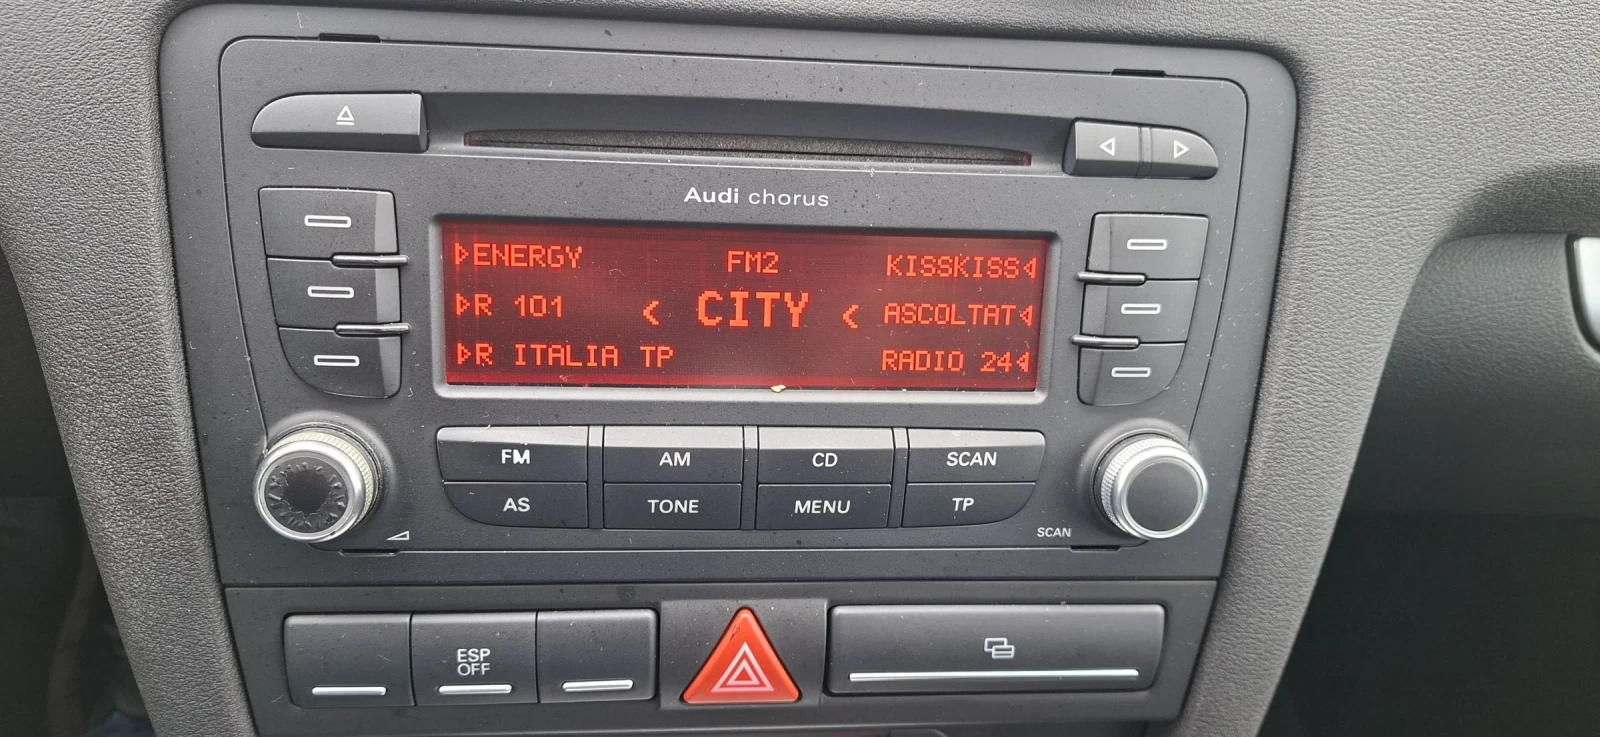 Audi chorus
ENERGY FM2 KISSKISS
R 101 < CITY < ASCOLTAT
R ITALIA TP RADIO 24
FM AM CD SCAN
AS TONE MENU TP
SCAN
ESP
OFF